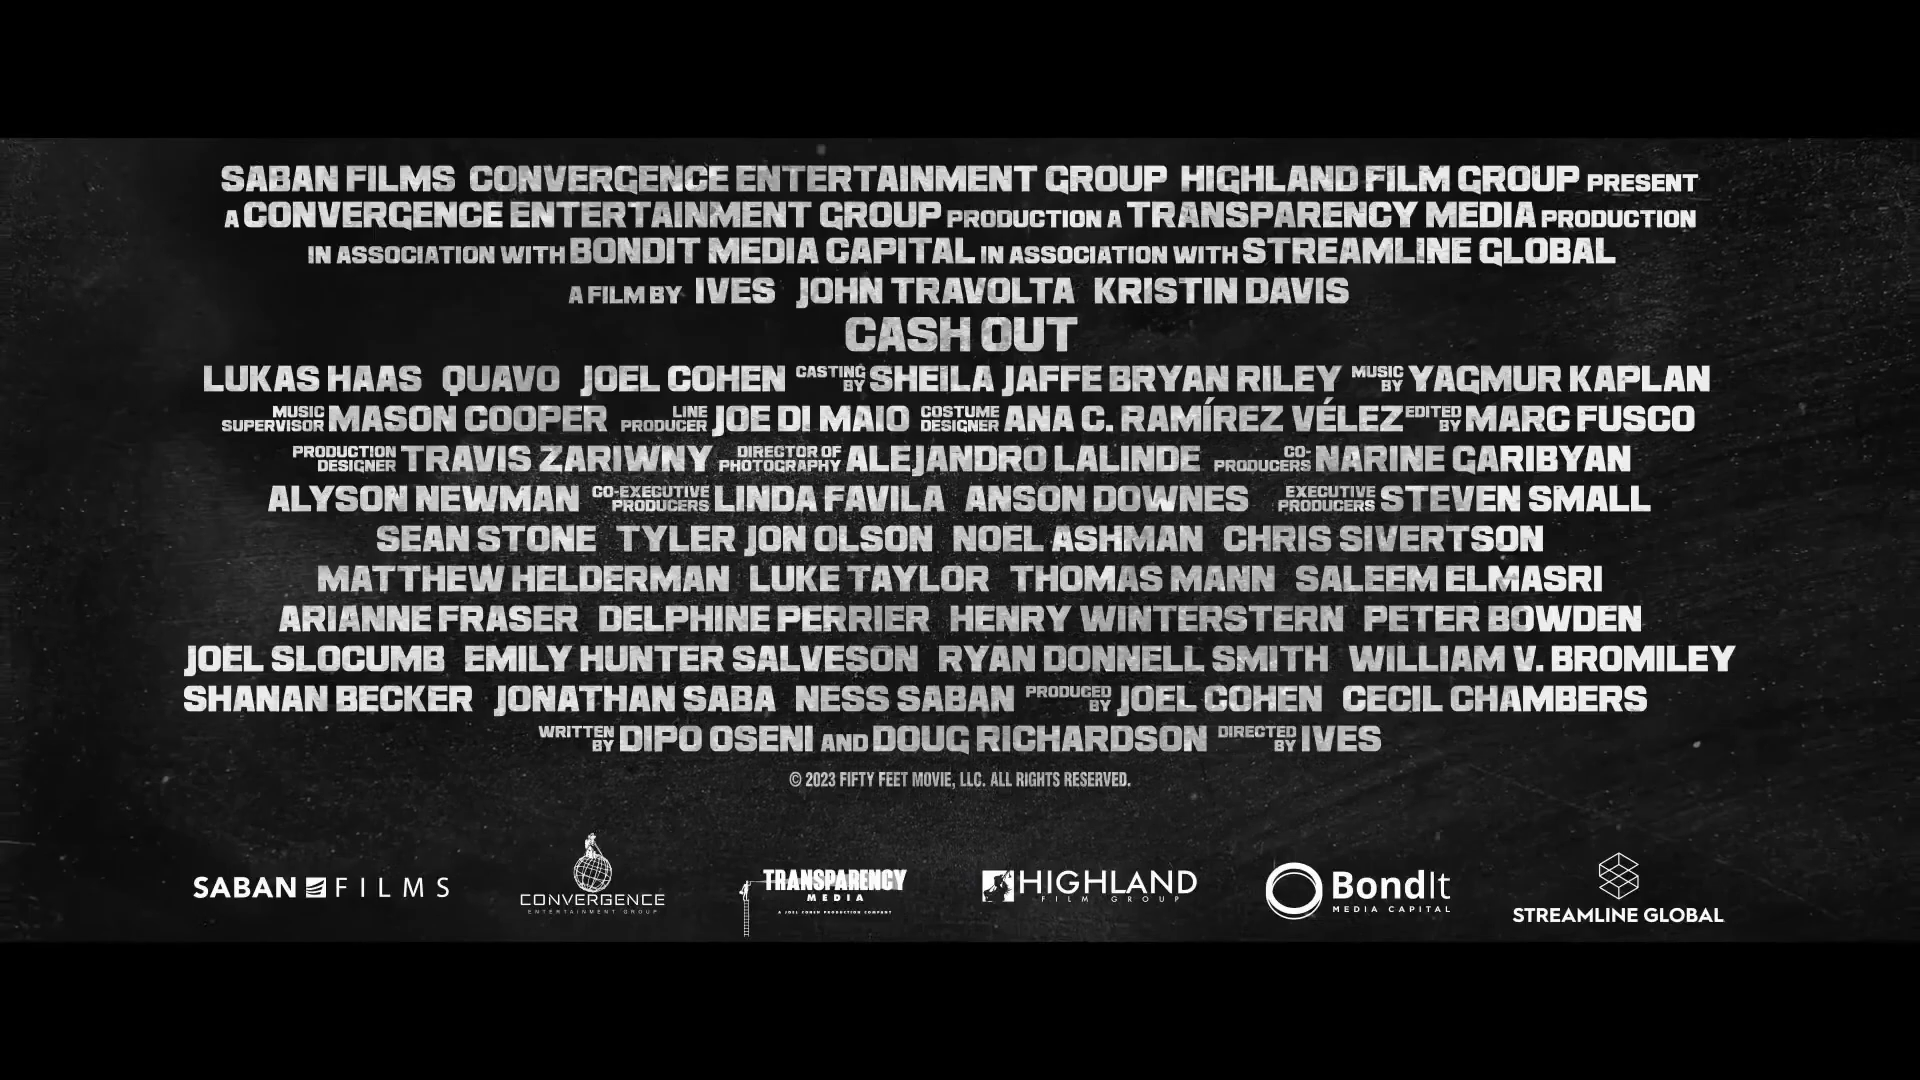 SABAN FILMS CONVERGENCE ENTERTAINMENT GROUP HIGHLAND FILM GROUP PRESENT
A CONVERGENCE ENTERTAINMENT GROUP PRODUCTION A TRANSPARENCY MEDIA PRODUCTION
IN ASSOCIATION WITH BONDIT MEDIA CAPITAL IN ASSOCIATION WITH STREAMLINE GLOBAL
A FILM BY IVES JOHN TRAVOLTA KRISTIN DAVIS
CASH OUT
LUKAS HAAS QUAVO JOEL COHEN CASTING BY SHEILA JAFFE BRYAN RILEY MUSIC BY YAGMUR KAPLAN
MUSIC SUPERVISOR MASON COOPER LINE PRODUCER JOE DI MAIO COSTUME DESIGNER ANA C. RAMÍREZ VÉLEZ EDITED BY MARC FUSCO
PRODUCTION DESIGNER TRAVIS ZARIWNY DIRECTOR OF PHOTOGRAPHY ALEJANDRO LALINDE CO-PRODUCERS NARINE GARIBYAN
ALYSON NEWMAN CO-EXECUTIVE PRODUCERS LINDA FAVILA ANSON DOWNES EXECUTIVE PRODUCERS STEVEN SMALL
SEAN STONE TYLER JON OLSON NOEL ASHMAN CHRIS SIVERTSON
MATTHEW HELDERMAN LUKE TAYLOR THOMAS MANN SALEEM ELMASRI
ARIANNE FRASER DELPHINE PERRIER HENRY WINTERSTERN PETER BOWDEN
JOEL SLOCUMB EMILY HUNTER SALVESON RYAN DONNELL SMITH WILLIAM V. BROMILEY
SHANAN BECKER JONATHAN SABA NESS SABAN PRODUCED BY JOEL COHEN CECIL CHAMBERS
WRITTEN BY DIPO OSENI AND DOUG RICHARDSON DIRECTED BY IVES
© 2023 FIFTY FEET MOVIE, LLC. ALL RIGHTS RESERVED.
SABAN FILMS
CONVERGENCE
ENTERTAINMENT GROUP
TRANSPARENCY
MEDIA
A JOEL COHEN PRODUCTION COMPANY
HIGHLAND
FILM GROUP
BondIt
MEDIA CAPITAL
STREAMLINE GLOBAL